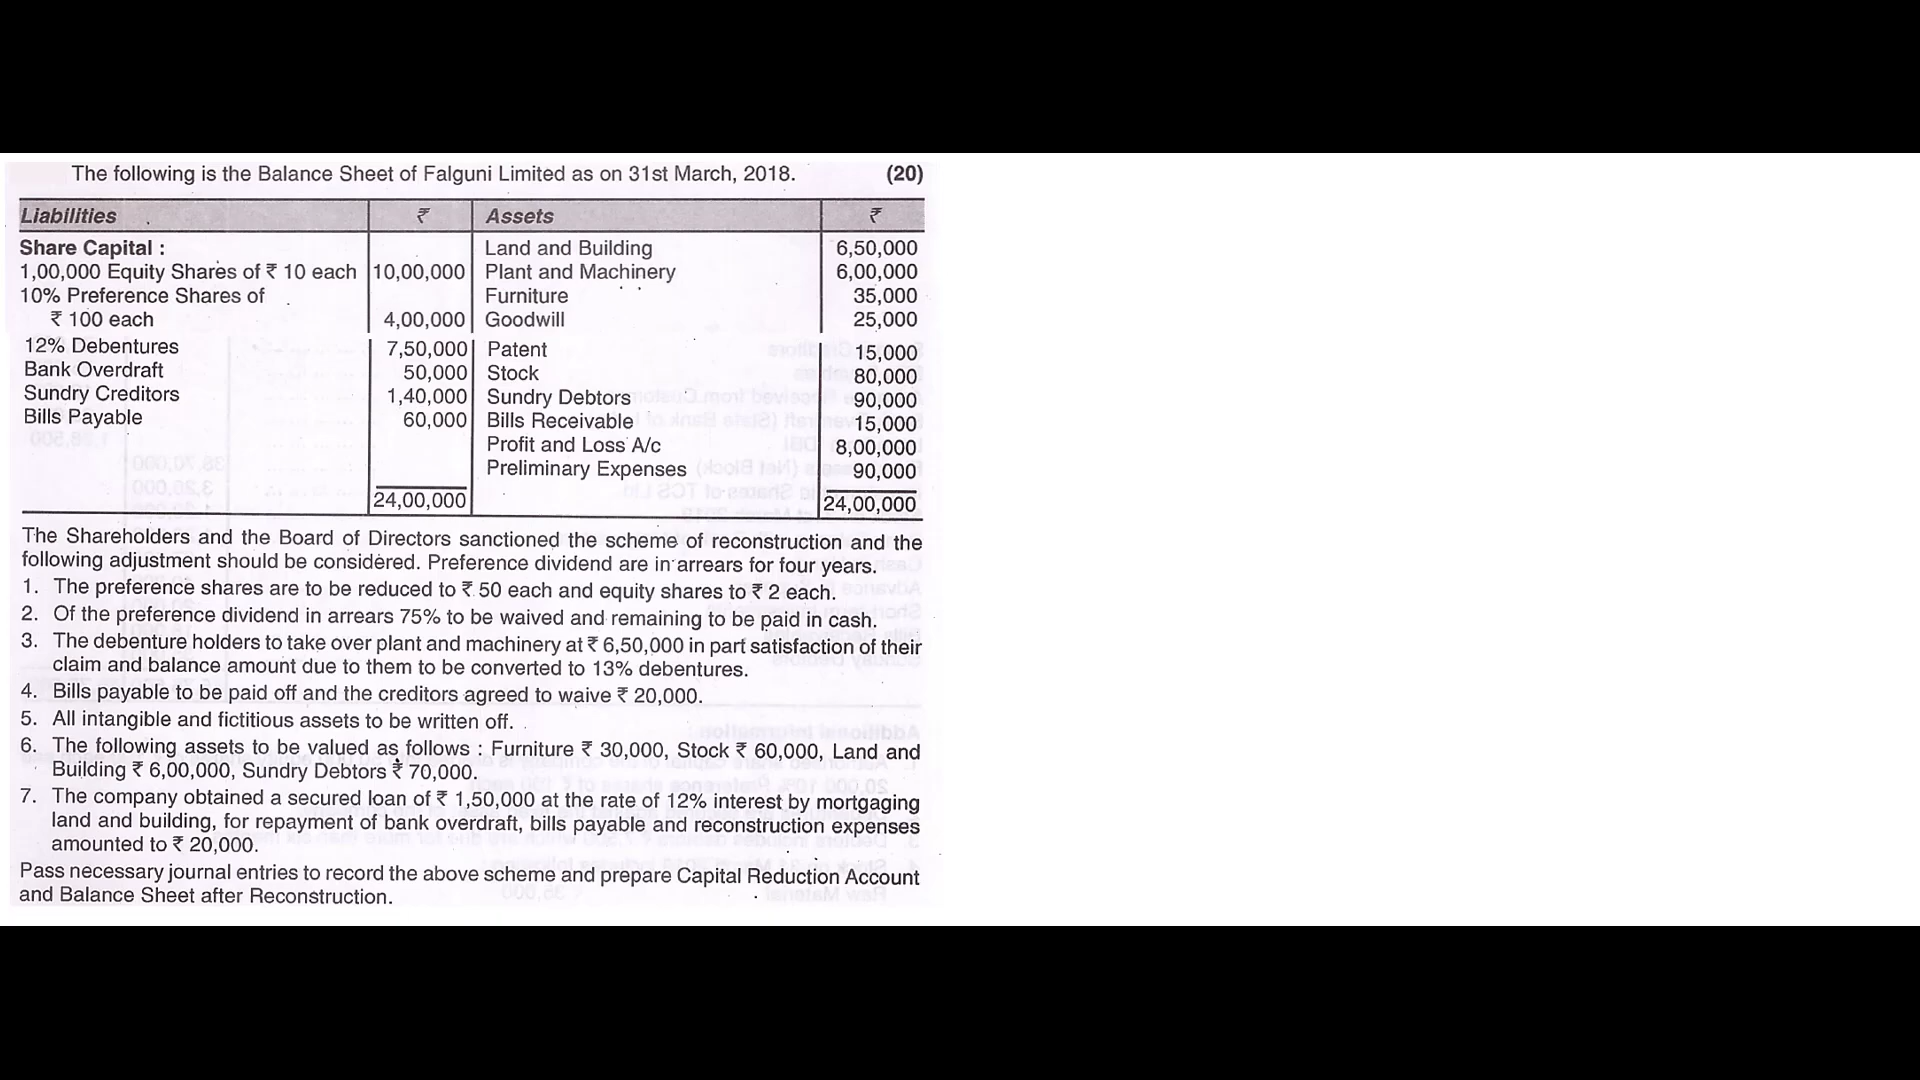 The following is the Balance Sheet of Falguni Limited as on 31st March, 2018. (20)
Liabilities ₹ Assets ₹
Share Capital : Land and Building 6,50,000
1,00,000 Equity Shares of ₹ 10 each 10,00,000 Plant and Machinery 6,00,000
10% Preference Shares of Furniture 35,000
₹ 100 each 4,00,000 Goodwill 25,000
12% Debentures 7,50,000 Patent 15,000
Bank Overdraft 50,000 Stock 80,000
Sundry Creditors 1,40,000 Sundry Debtors 90,000
Bills Payable 60,000 Bills Receivable 15,000
Profit and Loss A/c 8,00,000
Preliminary Expenses 90,000
24,00,000 24,00,000
The Shareholders and the Board of Directors sanctioned the scheme of reconstruction and the
following adjustment should be considered. Preference dividend are in arrears for four years.
1. The preference shares are to be reduced to ₹ 50 each and equity shares to ₹ 2 each.
2. Of the preference dividend in arrears 75% to be waived and remaining to be paid in cash.
3. The debenture holders to take over plant and machinery at ₹ 6,50,000 in part satisfaction of their
claim and balance amount due to them to be converted to 13% debentures.
4. Bills payable to be paid off and the creditors agreed to waive ₹ 20,000.
5. All intangible and fictitious assets to be written off.
6. The following assets to be valued as follows : Furniture ₹ 30,000, Stock ₹ 60,000, Land and
Building ₹ 6,00,000, Sundry Debtors ₹ 70,000.
7. The company obtained a secured loan of ₹ 1,50,000 at the rate of 12% interest by mortgaging
land and building, for repayment of bank overdraft, bills payable and reconstruction expenses
amounted to ₹ 20,000.
Pass necessary journal entries to record the above scheme and prepare Capital Reduction Account
and Balance Sheet after Reconstruction.